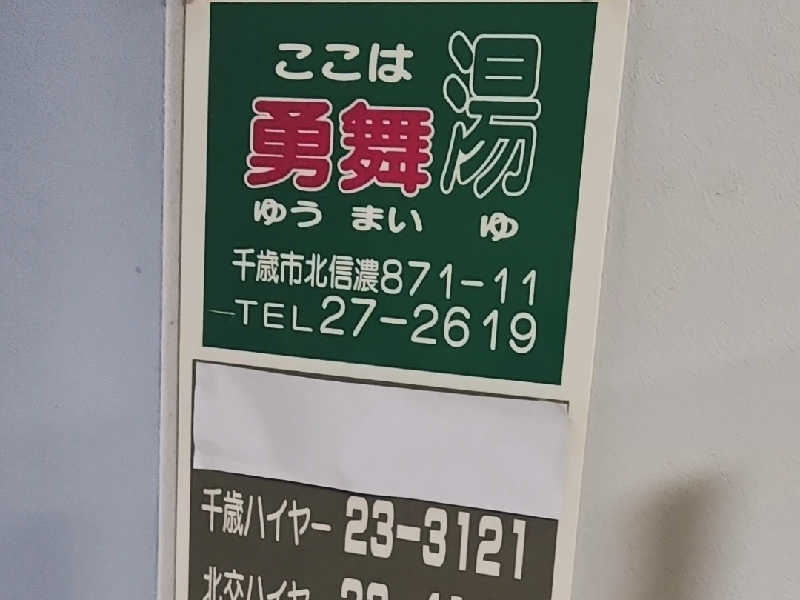 ここは
勇舞湯
ゆう まい ゆ
千歳市北信濃871-11
TEL27-2619
千歳ハイヤー 23-3121
北交ハイヤー